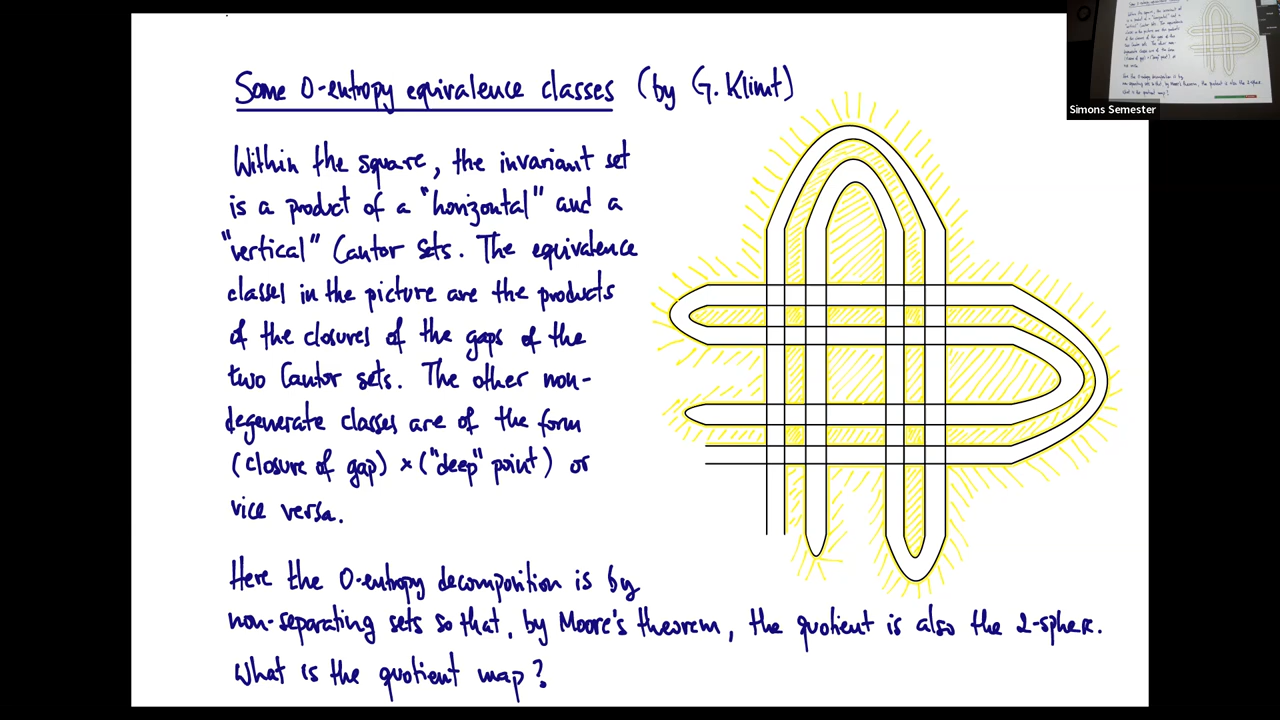 Some 0-entropy equivalence classes (by G. Klimt)
Within the square, the invariant set
is a product of a "horizontal" and a
"vertical" Cantor sets. The equivalence
classes in the picture are the products
of the closures of the gaps of the
two Cantor sets. The other non-
degenerate classes are of the form
(closure of gap) × ("deep" point) or
vice versa.
Here the 0-entropy decomposition is by
non-separating sets so that, by Moore's theorem, the quotient is also the 2-sphere.
What is the quotient map?
Simons Semester